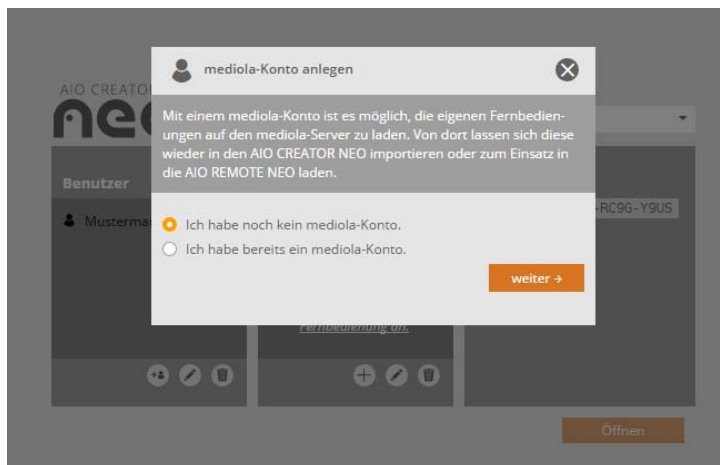 mediola-Konto anlegen
AIO CREATO
neo
Mit einem mediola-Konto ist es möglich, die eigenen Fernbedien-
ungen auf den mediola-Server zu laden. Von dort lassen sich diese
wieder in den AIO CREATOR NEO importieren oder zum Einsatz in
die AIO REMOTE NEO laden.
Benutzer
Musterma
-RC9G-Y9US
Ich habe noch kein mediola-Konto.
Ich habe bereits ein mediola-Konto.
weiter →
Fernbedienung an.
Öffnen